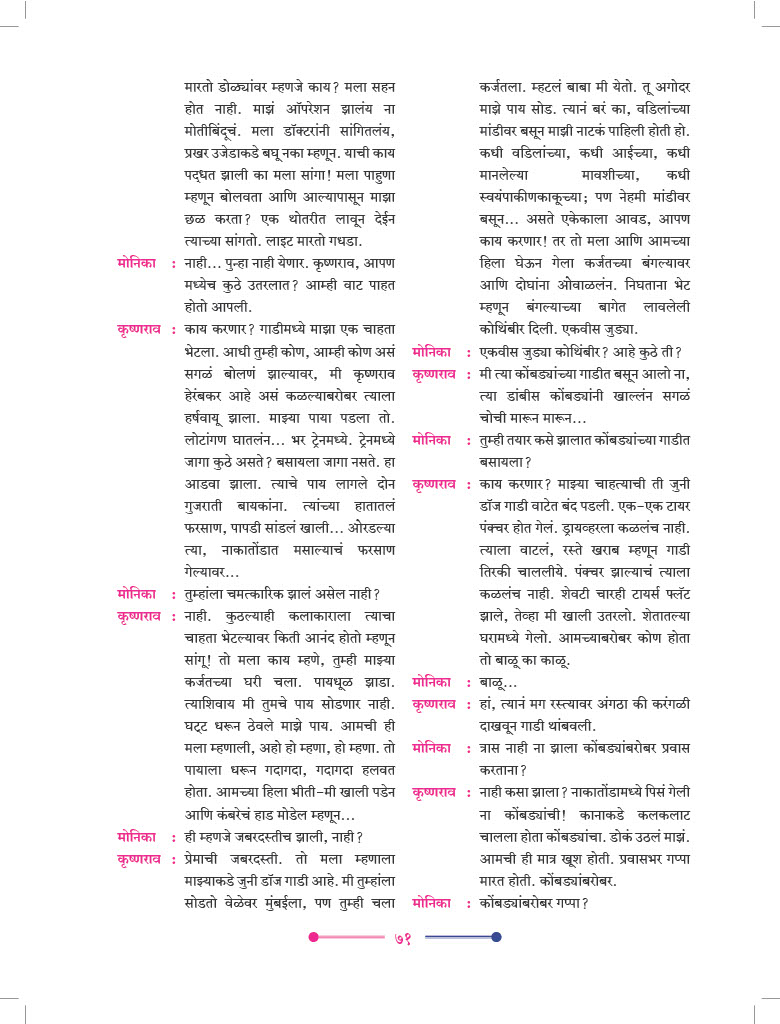 मारतो डोळ्यांवर म्हणजे काय? मला सहन
होत नाही. माझं ऑपरेशन झालंय ना
मोतीबिंदूचं. मला डॉक्टरांनी सांगितलंय,
प्रखर उजेडाकडे बघू नका म्हणून. याची काय
पद्धत झाली का मला सांगा! मला पाहुणा
म्हणून बोलवता आणि आल्यापासून माझा
छळ करता? एक थोतरीत लावून देईन
त्याच्या सांगतो. लाइट मारतो गधडा.
मोनिका : नाही... पुन्हा नाही येणार. कृष्णराव, आपण
मध्येच कुठे उतरलात? आम्ही वाट पाहत
होतो आपली.
कृष्णराव : काय करणार? गाडीमध्ये माझा एक चाहता
भेटला. आधी तुम्ही कोण, आम्ही कोण असं
सगळं बोलणं झाल्यावर, मी कृष्णराव
हेरंबकर आहे असं कळल्याबरोबर त्याला
हर्षवायू झाला. माझ्या पाया पडला तो.
लोटांगण घातलंन... भर ट्रेनमध्ये. ट्रेनमध्ये
जागा कुठे असते? बसायला जागा नसते. हा
आडवा झाला. त्याचे पाय लागले दोन
गुजराती बायकांना. त्यांच्या हातातलं
फरसाण, पापडी सांडलं खाली... ओरडल्या
त्या, नाकातोंडात मसाल्याचं फरसाण
गेल्यावर...
मोनिका : तुम्हांला चमत्कारिक झालं असेल नाही?
कृष्णराव : नाही. कुठल्याही कलाकाराला त्याचा
चाहता भेटल्यावर किती आनंद होतो म्हणून
सांगू! तो मला काय म्हणे, तुम्ही माझ्या
कर्जतच्या घरी चला. पायधूळ झाडा.
त्याशिवाय मी तुमचे पाय सोडणार नाही.
घट्ट धरून ठेवले माझे पाय. आमची ही
मला म्हणाली, अहो हो म्हणा, हो म्हणा. तो
पायाला धरून गदागदा, गदागदा हलवत
होता. आमच्या हिला भीती-मी खाली पडेन
आणि कंबरेचं हाड मोडेल म्हणून...
मोनिका : ही म्हणजे जबरदस्तीच झाली, नाही?
कृष्णराव : प्रेमाची जबरदस्ती. तो मला म्हणाला
माझ्याकडे जुनी डॉज गाडी आहे. मी तुम्हांला
सोडतो वेळेवर मुंबईला, पण तुम्ही चला
कर्जतला. म्हटलं बाबा मी येतो. तू अगोदर
माझे पाय सोड. त्यानं बरं का, वडिलांच्या
मांडीवर बसून माझी नाटकं पाहिली होती हो.
कधी वडिलांच्या, कधी आईच्या, कधी
मानलेल्या मावशीच्या, कधी
स्वयंपाकीणकाकूच्या; पण नेहमी मांडीवर
बसून... असते एकेकाला आवड, आपण
काय करणार! तर तो मला आणि आमच्या
हिला घेऊन गेला कर्जतच्या बंगल्यावर
आणि दोघांना ओवाळलंन. निघताना भेट
म्हणून बंगल्याच्या बागेत लावलेली
कोथिंबीर दिली. एकवीस जुड्या.
मोनिका : एकवीस जुड्या कोथिंबीर? आहे कुठे ती?
कृष्णराव : मी त्या कोंबड्यांच्या गाडीत बसून आलो ना,
त्या डांबीस कोंबड्यांनी खाल्लंन सगळं
चोची मारून मारून...
मोनिका : तुम्ही तयार कसे झालात कोंबड्यांच्या गाडीत
बसायला?
कृष्णराव : काय करणार? माझ्या चाहत्याची ती जुनी
डॉज गाडी वाटेत बंद पडली. एक-एक टायर
पंक्चर होत गेलं. ड्रायव्हरला कळलंच नाही.
त्याला वाटलं, रस्ते खराब म्हणून गाडी
तिरकी चाललीये. पंक्चर झाल्याचं त्याला
कळलंच नाही. शेवटी चारही टायर्स फ्लॅट
झाले, तेव्हा मी खाली उतरलो. शेतातल्या
घरामध्ये गेलो. आमच्याबरोबर कोण होता
तो बाळू का काळू.
मोनिका : बाळू...
कृष्णराव : हां, त्यानं मग रस्त्यावर अंगठा की करंगळी
दाखवून गाडी थांबवली.
मोनिका : त्रास नाही ना झाला कोंबड्यांबरोबर प्रवास
करताना?
कृष्णराव : नाही कसा झाला? नाकातोंडामध्ये पिसं गेली
ना कोंबड्यांची! कानाकडे कलकलाट
चालला होता कोंबड्यांचा. डोकं उठलं माझं.
आमची ही मात्र खूश होती. प्रवासभर गप्पा
मारत होती. कोंबड्यांबरोबर.
मोनिका : कोंबड्यांबरोबर गप्पा?
७१